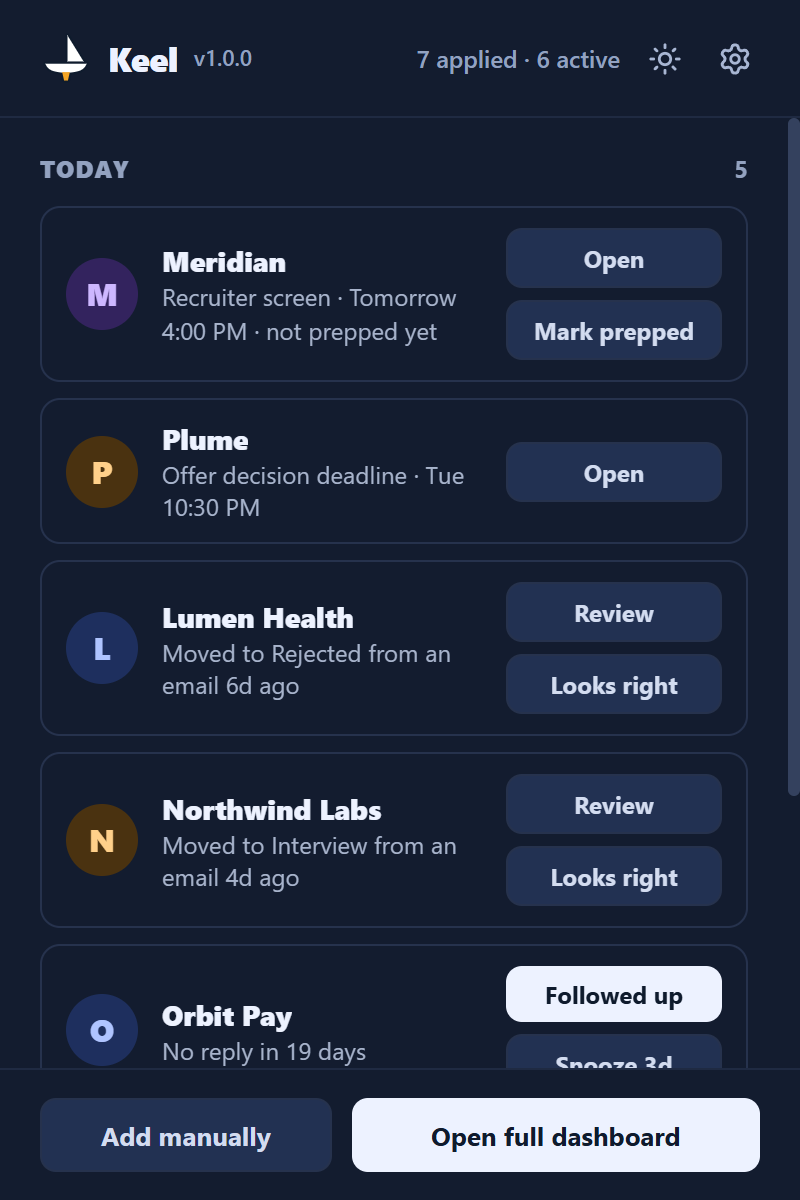 Keel v1.0.0 7 applied · 6 active
TODAY 5
M
Meridian
Recruiter screen · Tomorrow
4:00 PM · not prepped yet
Open
Mark prepped
P
Plume
Offer decision deadline · Tue
10:30 PM
Open
L
Lumen Health
Moved to Rejected from an
email 6d ago
Review
Looks right
N
Northwind Labs
Moved to Interview from an
email 4d ago
Review
Looks right
O
Orbit Pay
No reply in 19 days
Followed up
Snooze 3d
Add manually
Open full dashboard